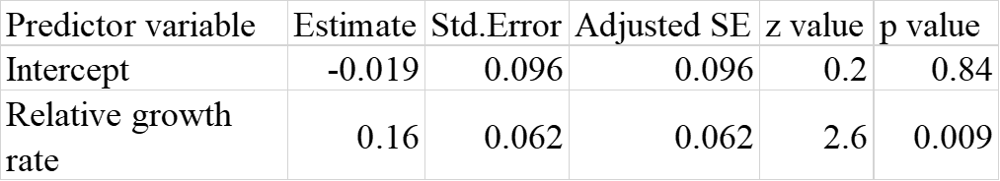 Predictor variable Estimate Std.Error Adjusted SE z value p value
Intercept -0.019 0.096 0.096 0.2 0.84
Relative growth
rate 0.16 0.062 0.062 2.6 0.009